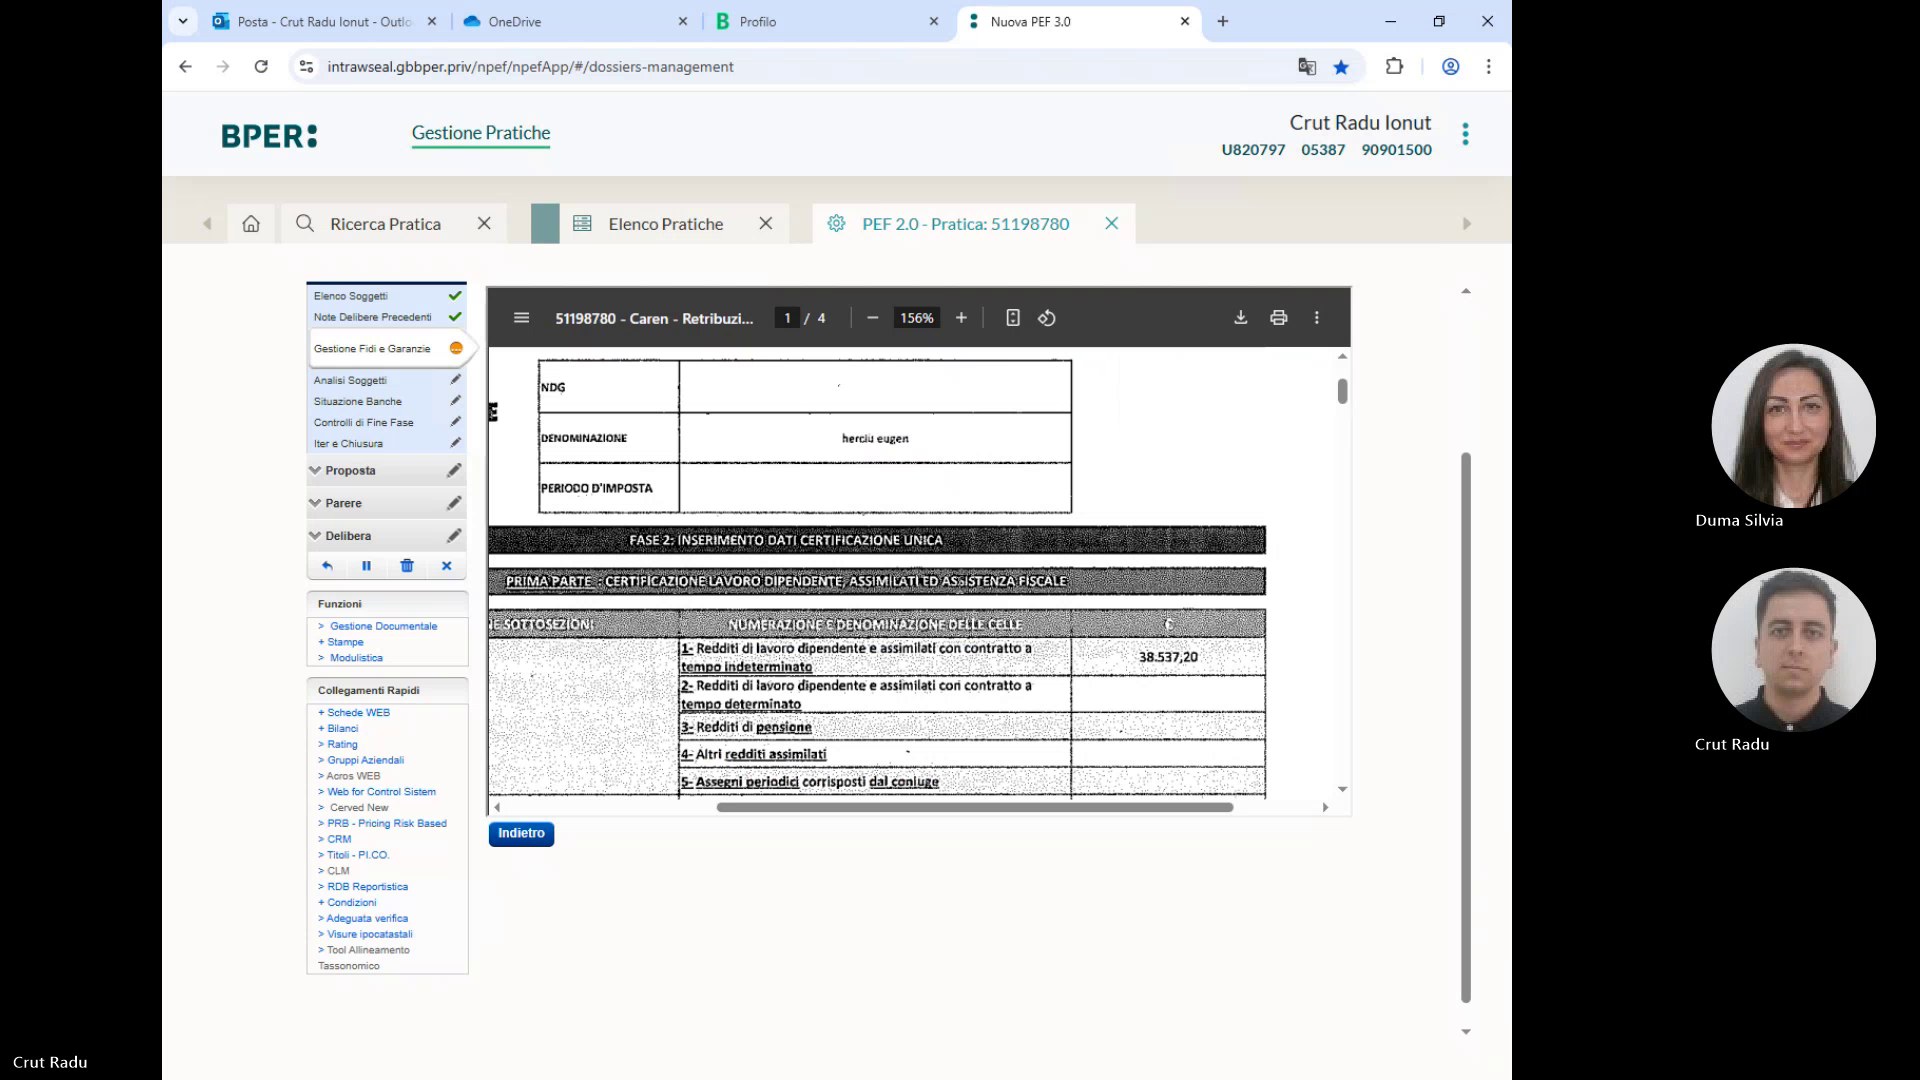 Posta - Crut Radu Ionut - Outlo
OneDrive
Profilo
Nuova PEF 3.0
intrawseal.gbbper.priv/npef/npefApp/#/dossiers-management
BPER:
Gestione Pratiche
Crut Radu Ionut
U820797 05387 90901500
Ricerca Pratica
Elenco Pratiche
PEF 2.0 - Pratica: 51198780
Elenco Soggetti
Note Delibere Precedenti
Gestione Fidi e Garanzie
Analisi Soggetti
Situazione Banche
Controlli di Fine Fase
Iter e Chiusura
Proposta
Parere
Delibera
Funzioni
> Gestione Documentale
+ Stampe
> Modulistica
Collegamenti Rapidi
+ Schede WEB
+ Bilanci
> Rating
> Gruppi Aziendali
> Acros WEB
> Web for Control Sistem
> Cerved New
> PRB - Pricing Risk Based
> CRM
> Titoli - PI.CO.
> CLM
> RDB Reportistica
+ Condizioni
> Adeguata verifica
> Visure ipocatastali
> Tool Allineamento
Tassonomico
51198780 - Caren - Retribuzi...
1 / 4
156%
E
NDG
DENOMINAZIONE
herciu eugen
PERIODO D'IMPOSTA
FASE 2: INSERIMENTO DATI CERTIFICAZIONE UNICA
PRIMA PARTE : CERTIFICAZIONE LAVORO DIPENDENTE, ASSIMILATI ED ASSISTENZA FISCALE
NE SOTTOSEZIONI
NUMERAZIONE E DENOMINAZIONE DELLE CELLE
€
1- Redditi di lavoro dipendente e assimilati con contratto a
tempo indeterminato
38.537,20
2- Redditi di lavoro dipendente e assimilati con contratto a
tempo determinato
3- Redditi di pensione
4- Altri redditi assimilati
5- Assegni periodici corrisposti dal coniuge
Indietro
Duma Silvia
Crut Radu
Crut Radu